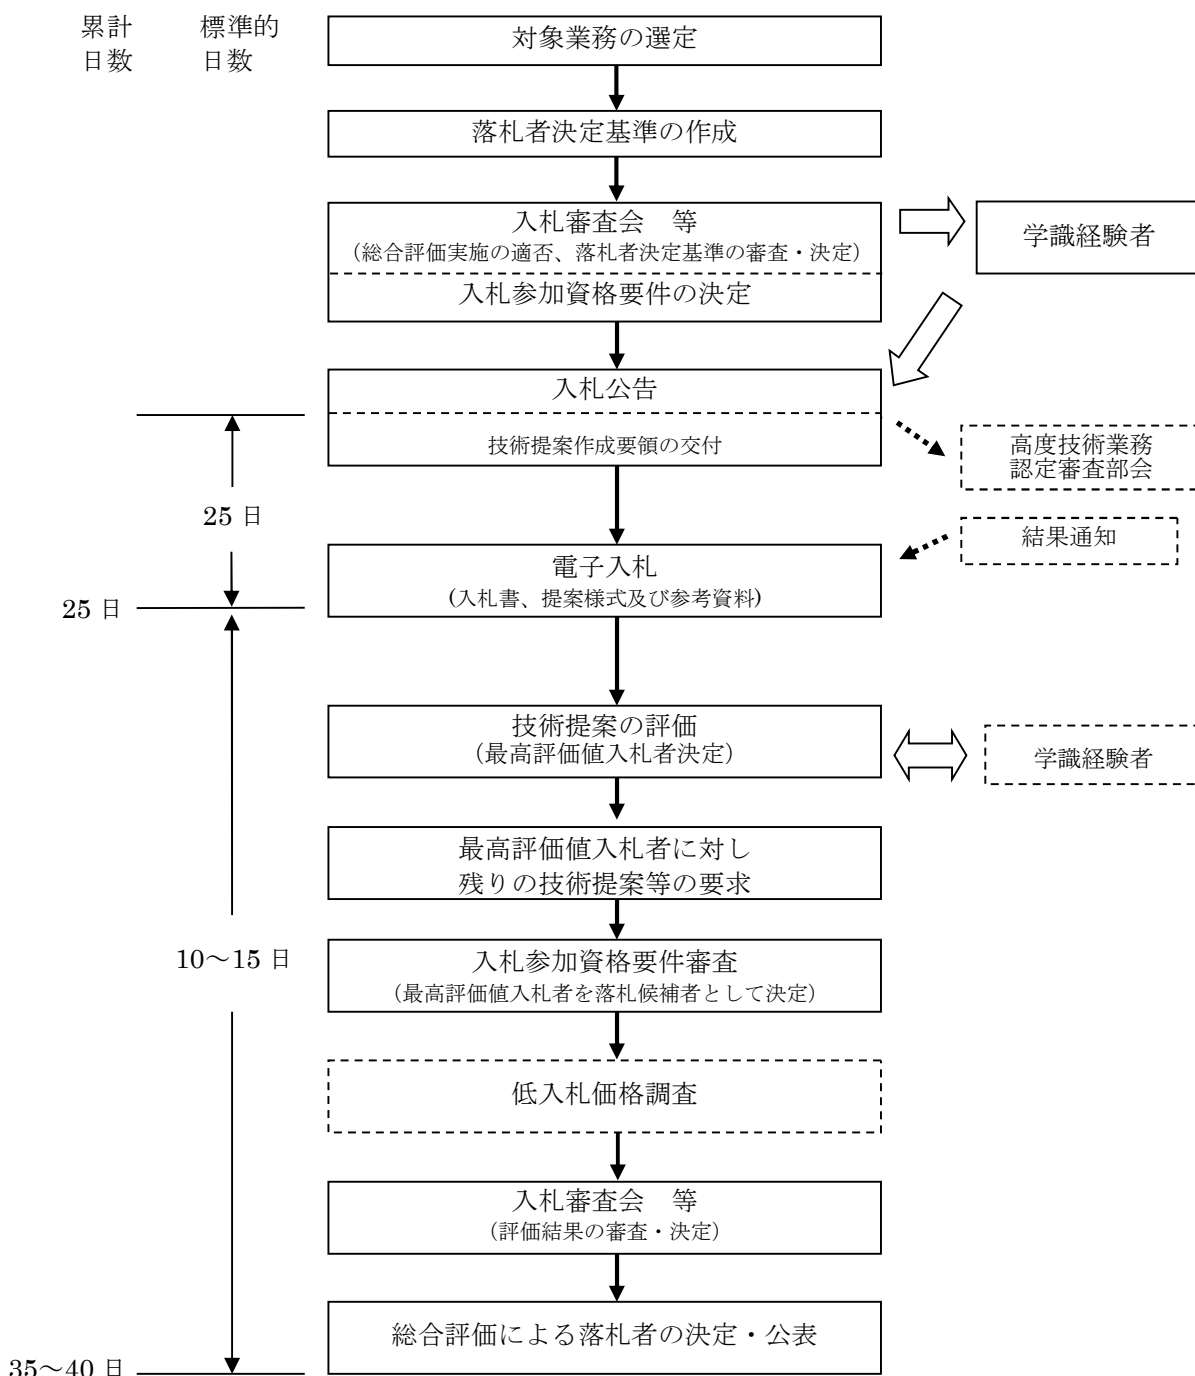 累計
日数
標準的
日数
対象業務の選定
落札者決定基準の作成
入札審査会　等
(総合評価実施の適否、落札者決定基準の審査・決定)
入札参加資格要件の決定
学識経験者
入札公告
技術提案作成要領の交付
高度技術業務
認定審査部会
25 日
結果通知
電子入札
(入札書、提案様式及び参考資料)
25 日
技術提案の評価
(最高評価値入札者決定)
学識経験者
最高評価値入札者に対し
残りの技術提案等の要求
10～15 日
入札参加資格要件審査
(最高評価値入札者を落札候補者として決定)
低入札価格調査
入札審査会　等
(評価結果の審査・決定)
総合評価による落札者の決定・公表
35～40 日